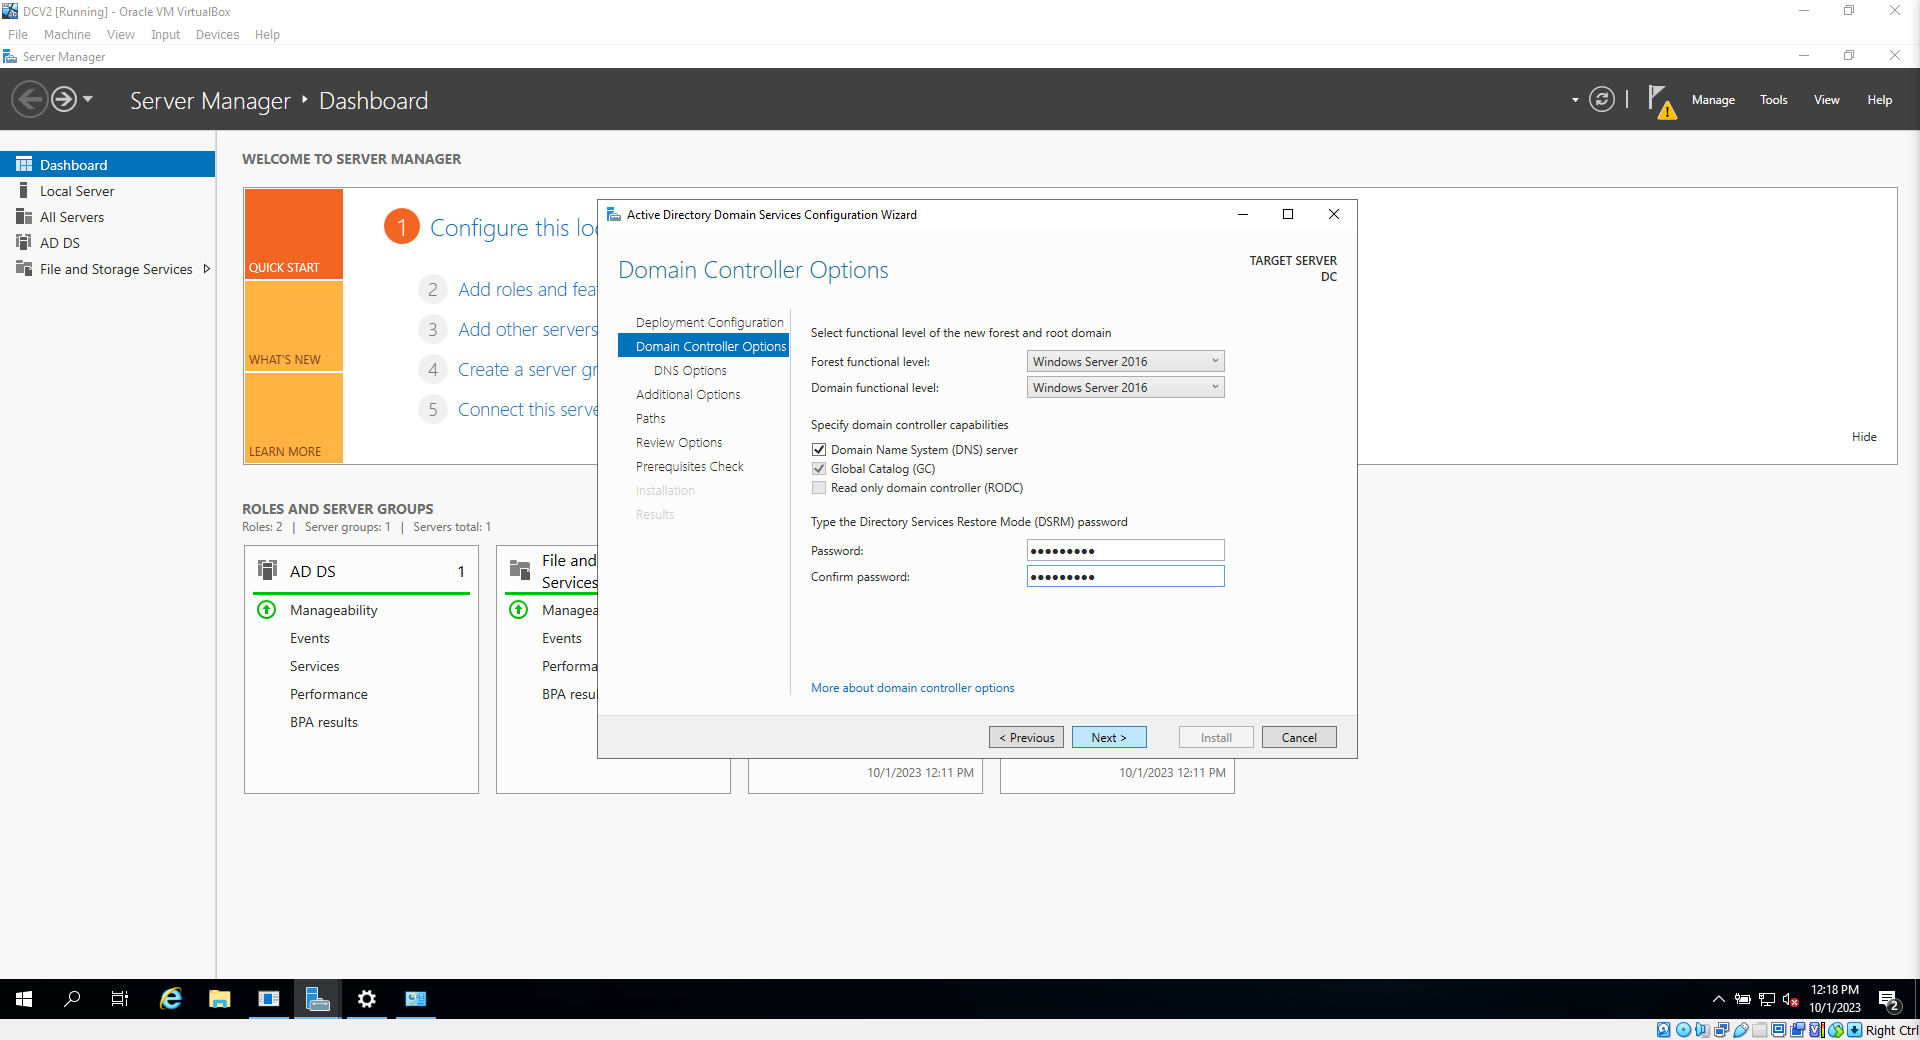 DCV2 [Running] - Oracle VM VirtualBox
File Machine View Input Devices Help
Server Manager
Server Manager Dashboard
Manage Tools View Help
Dashboard
Local Server
All Servers
AD DS
File and Storage Services
WELCOME TO SERVER MANAGER
QUICK START
WHAT'S NEW
LEARN MORE
1 Configure this lo
2 Add roles and fea
3 Add other servers
4 Create a server gr
5 Connect this serve
Hide
ROLES AND SERVER GROUPS
Roles: 2 | Server groups: 1 | Servers total: 1
AD DS 1
Manageability
Events
Services
Performance
BPA results
File and
Services
Managea
Events
Performa
BPA resul
10/1/2023 12:11 PM
10/1/2023 12:11 PM
Active Directory Domain Services Configuration Wizard
Domain Controller Options
TARGET SERVER
DC
Deployment Configuration
Domain Controller Options
DNS Options
Additional Options
Paths
Review Options
Prerequisites Check
Installation
Results
Select functional level of the new forest and root domain
Forest functional level: Windows Server 2016
Domain functional level: Windows Server 2016
Specify domain controller capabilities
Domain Name System (DNS) server
Global Catalog (GC)
Read only domain controller (RODC)
Type the Directory Services Restore Mode (DSRM) password
Password: •••••••••
Confirm password: •••••••••
More about domain controller options
< Previous Next > Install Cancel
12:18 PM
10/1/2023
2
Right Ctrl